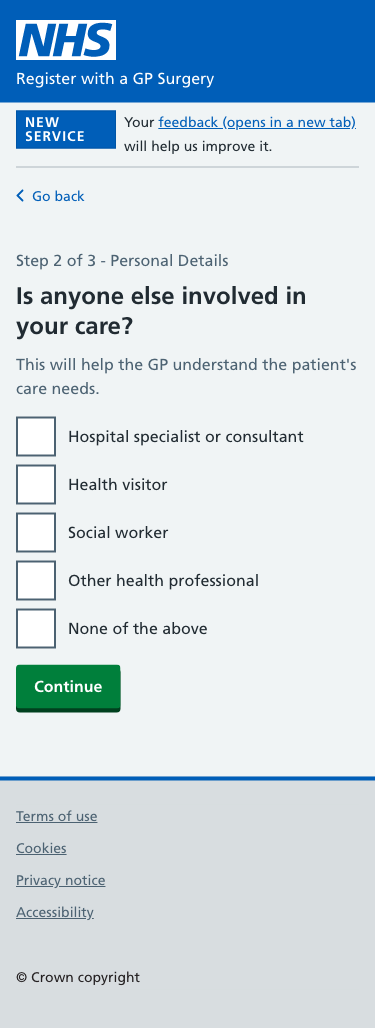 NHS
Register with a GP Surgery
NEW
SERVICE
Your feedback (opens in a new tab)
will help us improve it.
Go back
Step 2 of 3 - Personal Details
Is anyone else involved in
your care?
This will help the GP understand the patient's
care needs.
Hospital specialist or consultant
Health visitor
Social worker
Other health professional
None of the above
Continue
Terms of use
Cookies
Privacy notice
Accessibility
© Crown copyright